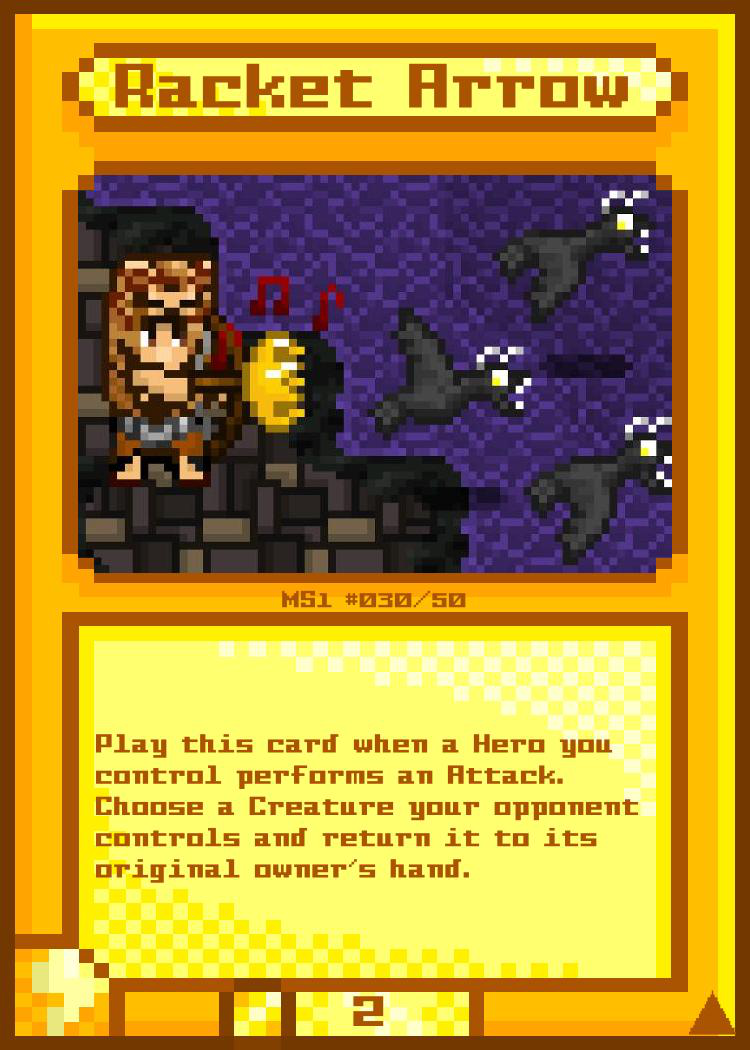 Racket Arrow
MS1 #030/50
Play this card when a Hero you
control performs an Attack.
Choose a Creature your opponent
controls and return it to its
original owner's hand.
2